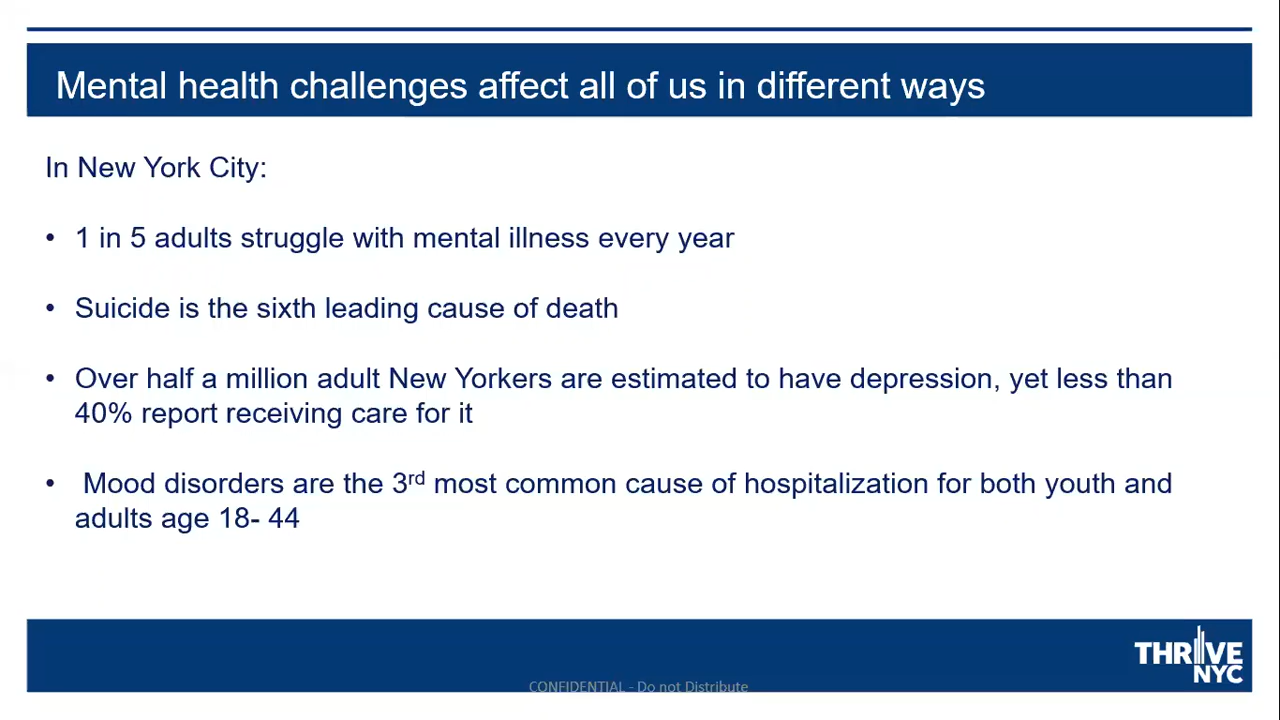 Mental health challenges affect all of us in different ways
In New York City:
• 1 in 5 adults struggle with mental illness every year
• Suicide is the sixth leading cause of death
• Over half a million adult New Yorkers are estimated to have depression, yet less than
40% report receiving care for it
• Mood disorders are the 3rd most common cause of hospitalization for both youth and
adults age 18- 44
THRIVE
NYC
CONFIDENTIAL - Do not Distribute